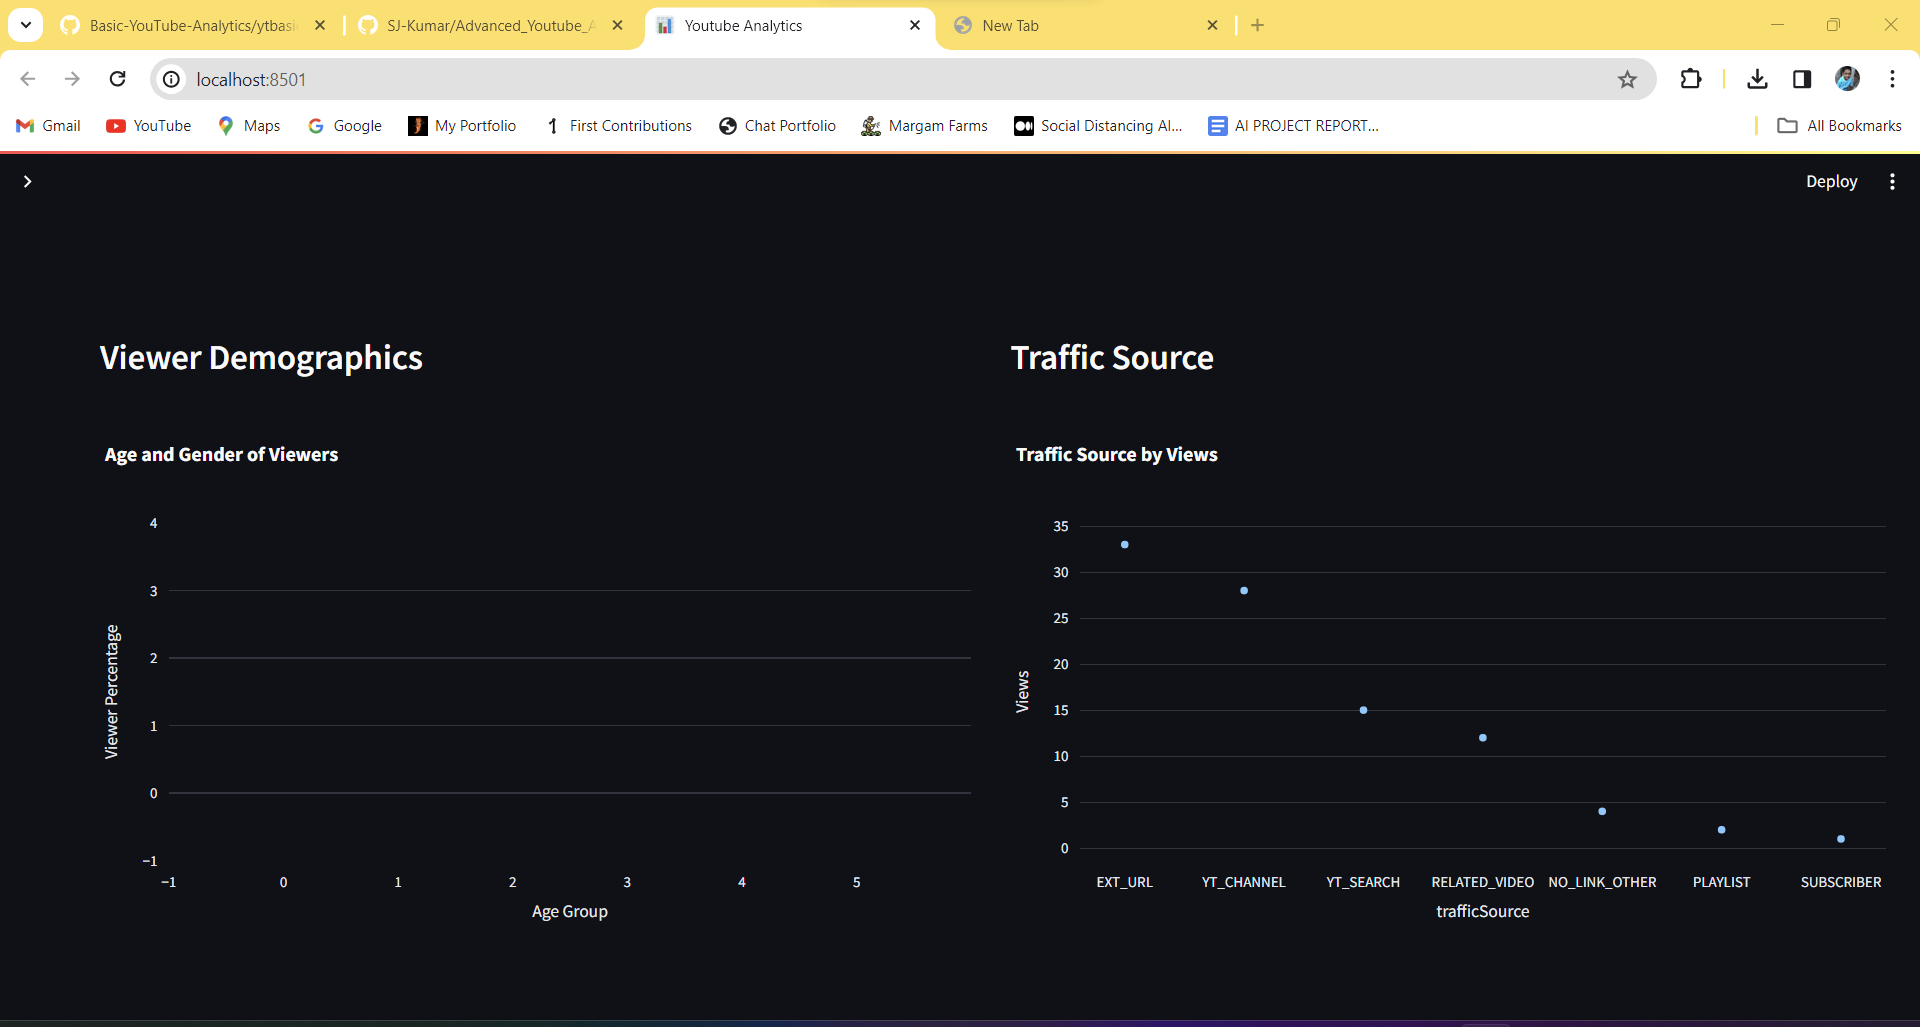 Basic-YouTube-Analytics/ytbasi
SJ-Kumar/Advanced_Youtube_A
Youtube Analytics
New Tab
localhost:8501
Gmail
YouTube
Maps
Google
My Portfolio
First Contributions
Chat Portfolio
Margam Farms
Social Distancing AI...
AI PROJECT REPORT...
All Bookmarks
Deploy
Viewer Demographics
Age and Gender of Viewers
Viewer Percentage
4
3
2
1
0
−1
−1 0 1 2 3 4 5
Age Group
Traffic Source
Traffic Source by Views
Views
35
30
25
20
15
10
5
0
EXT_URL YT_CHANNEL YT_SEARCH RELATED_VIDEO NO_LINK_OTHER PLAYLIST SUBSCRIBER
trafficSource